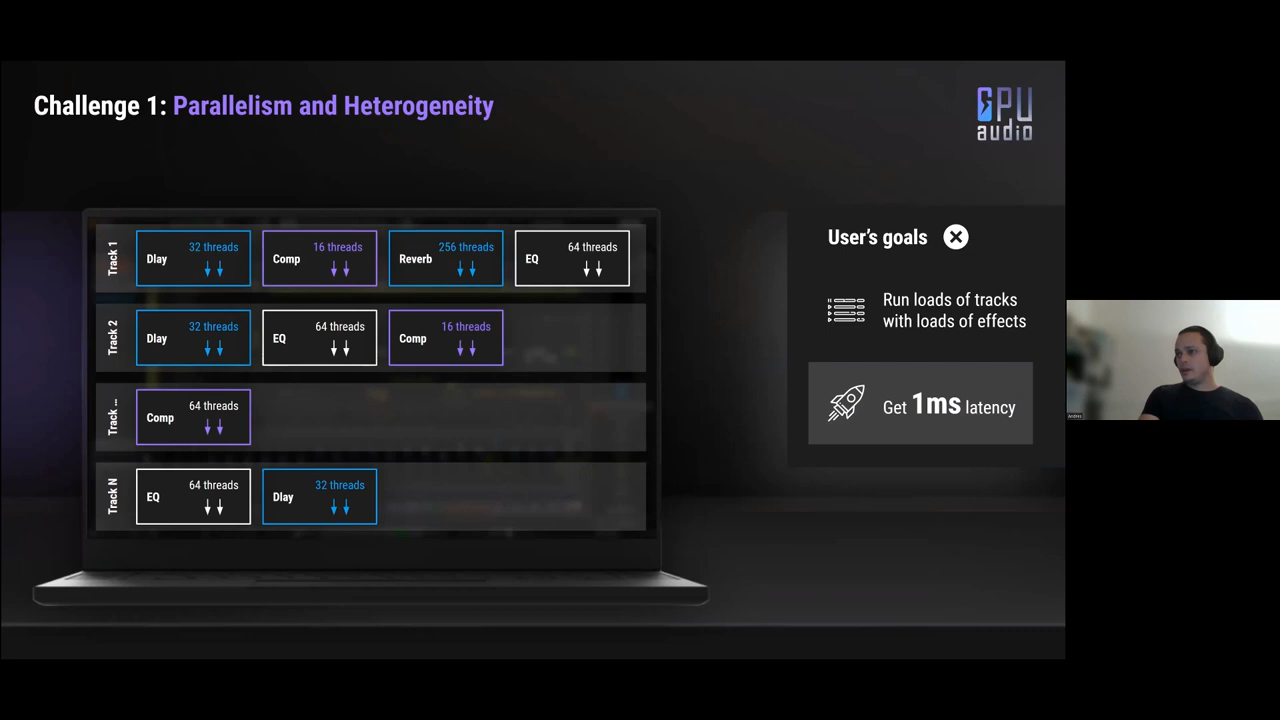 Challenge 1: Parallelism and Heterogeneity
GPU
audio
Track 1
Dlay
32 threads
Comp
16 threads
Reverb
256 threads
EQ
64 threads
Track 2
Dlay
32 threads
EQ
64 threads
Comp
16 threads
Track ...
Comp
64 threads
Track N
EQ
64 threads
Dlay
32 threads
User's goals
Run loads of tracks
with loads of effects
Get 1ms latency
Andres